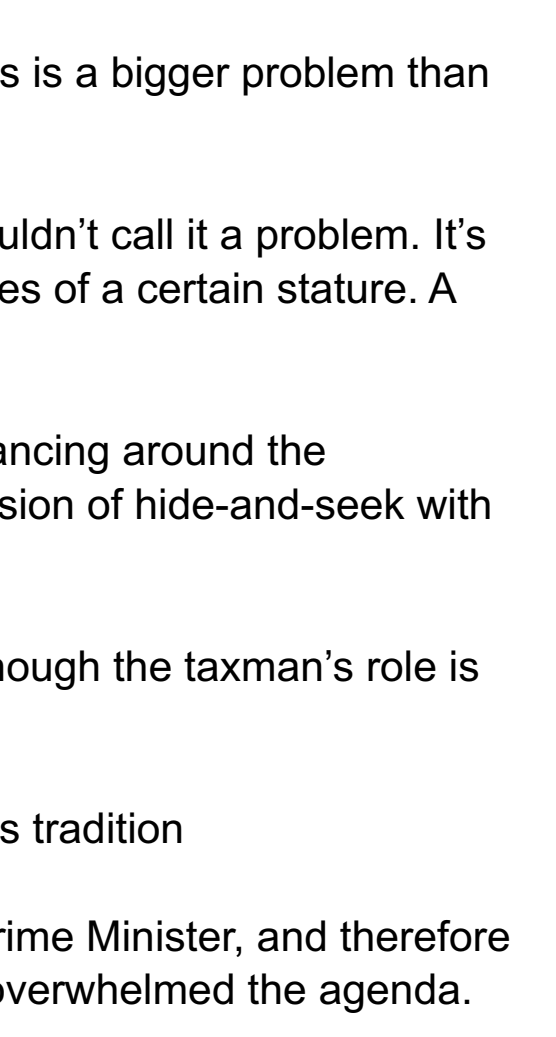 s is a bigger problem than
uldn’t call it a problem. It’s
es of a certain stature. A
ancing around the
sion of hide-and-seek with
hough the taxman’s role is
s tradition
rime Minister, and therefore
overwhelmed the agenda.